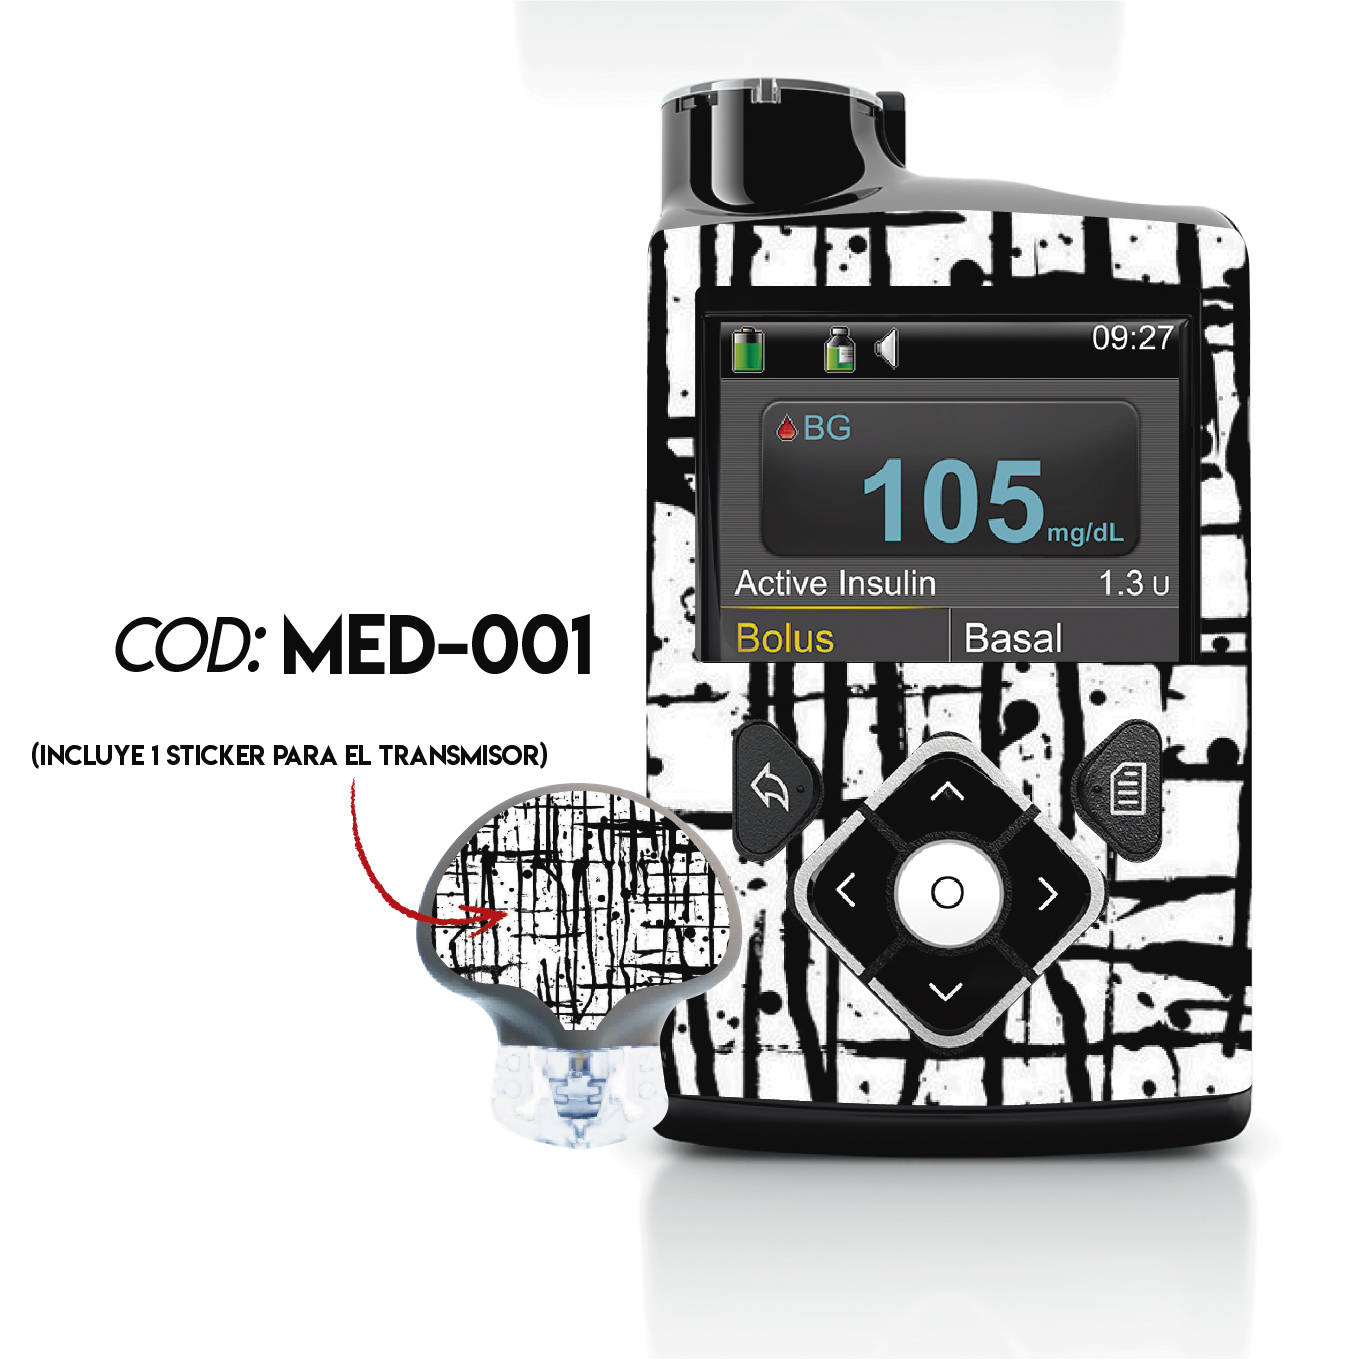 09:27
BG
105 mg/dL
Active Insulin 1.3 U
Bolus Basal
COD: MED-001
(INCLUYE 1 STICKER PARA EL TRANSMISOR)